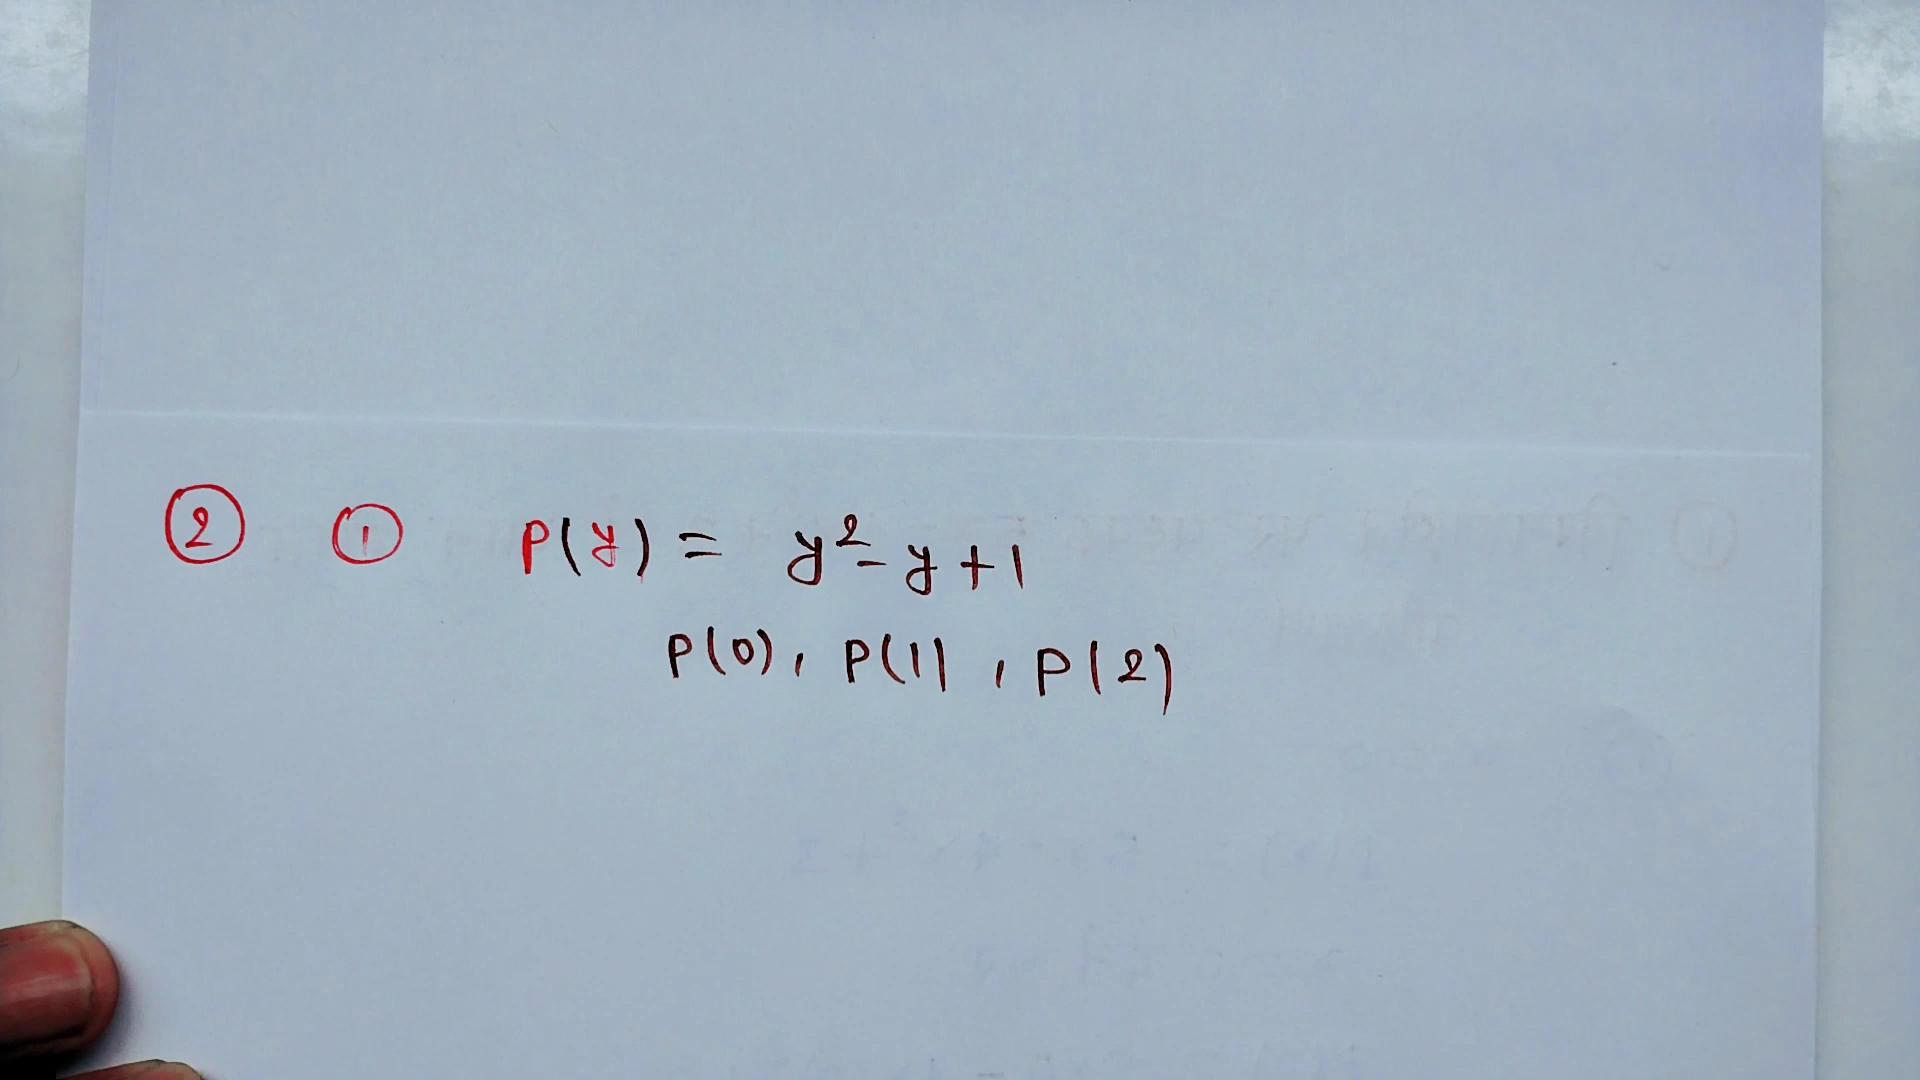 ② ① P(y) = y² - y + 1
P(0), P(1), P(2)